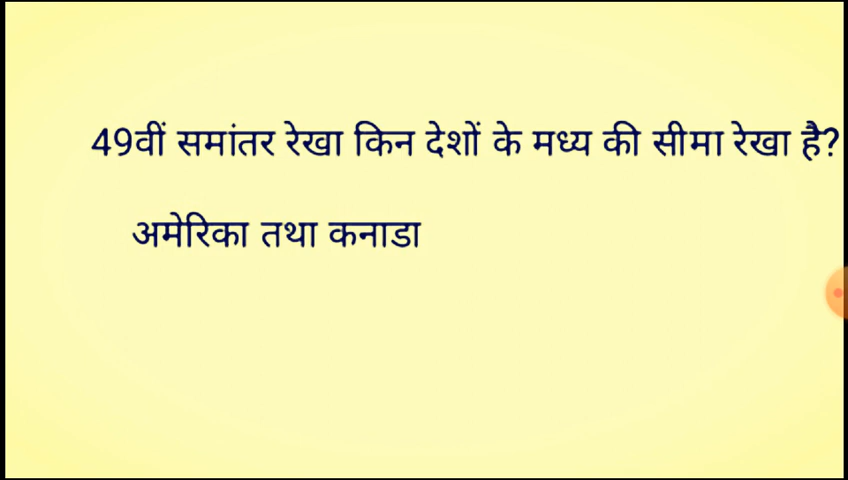 49वीं समांतर रेखा किन देशों के मध्य की सीमा रेखा है?
अमेरिका तथा कनाडा